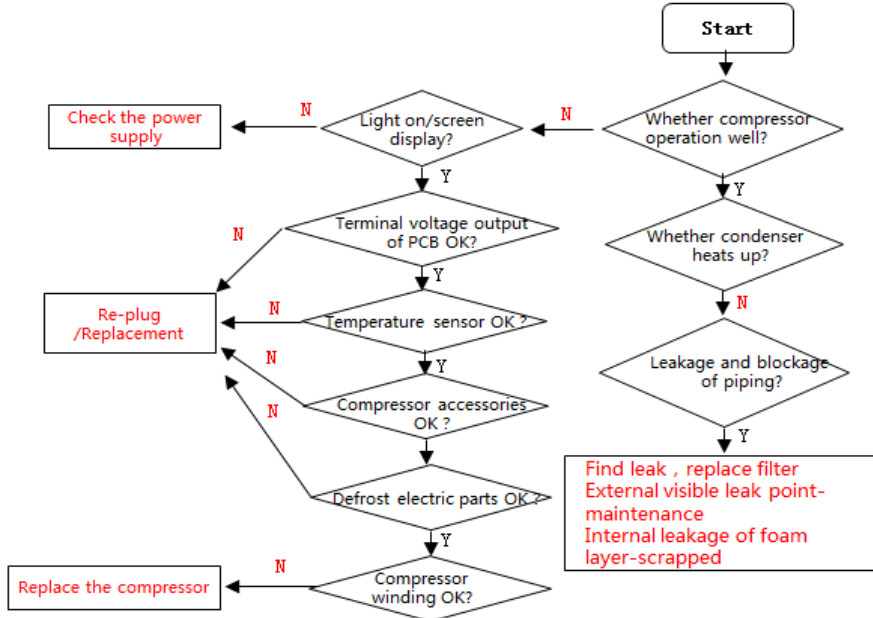 Start
Whether compressor
operation well?
N
Light on/screen
display?
N
Check the power
supply
Y
Y
Terminal voltage output
of PCB OK?
N
Whether condenser
heats up?
Y
N
Re-plug
/Replacement
N
Temperature sensor OK ?
Leakage and blockage
of piping?
Y
N
Compressor accessories
OK ?
N
Y
Find leak , replace filter
External visible leak point-
maintenance
Internal leakage of foam
layer-scrapped
Defrost electric parts OK ?
Y
N
Replace the compressor
Compressor
winding OK?